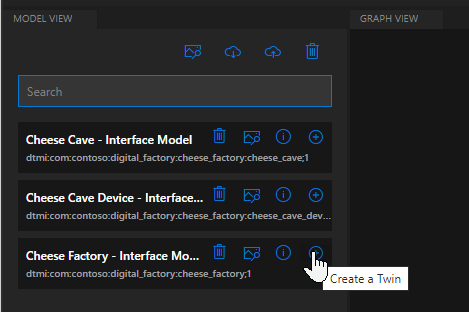 MODEL VIEW
GRAPH VIEW
Search
Cheese Cave - Interface Model
dtmi:com:contoso:digital_factory:cheese_factory:cheese_cave;1
Cheese Cave Device - Interface...
dtmi:com:contoso:digital_factory:cheese_factory:cheese_cave_dev...
Cheese Factory - Interface Mo...
dtmi:com:contoso:digital_factory:cheese_factory;1
Create a Twin